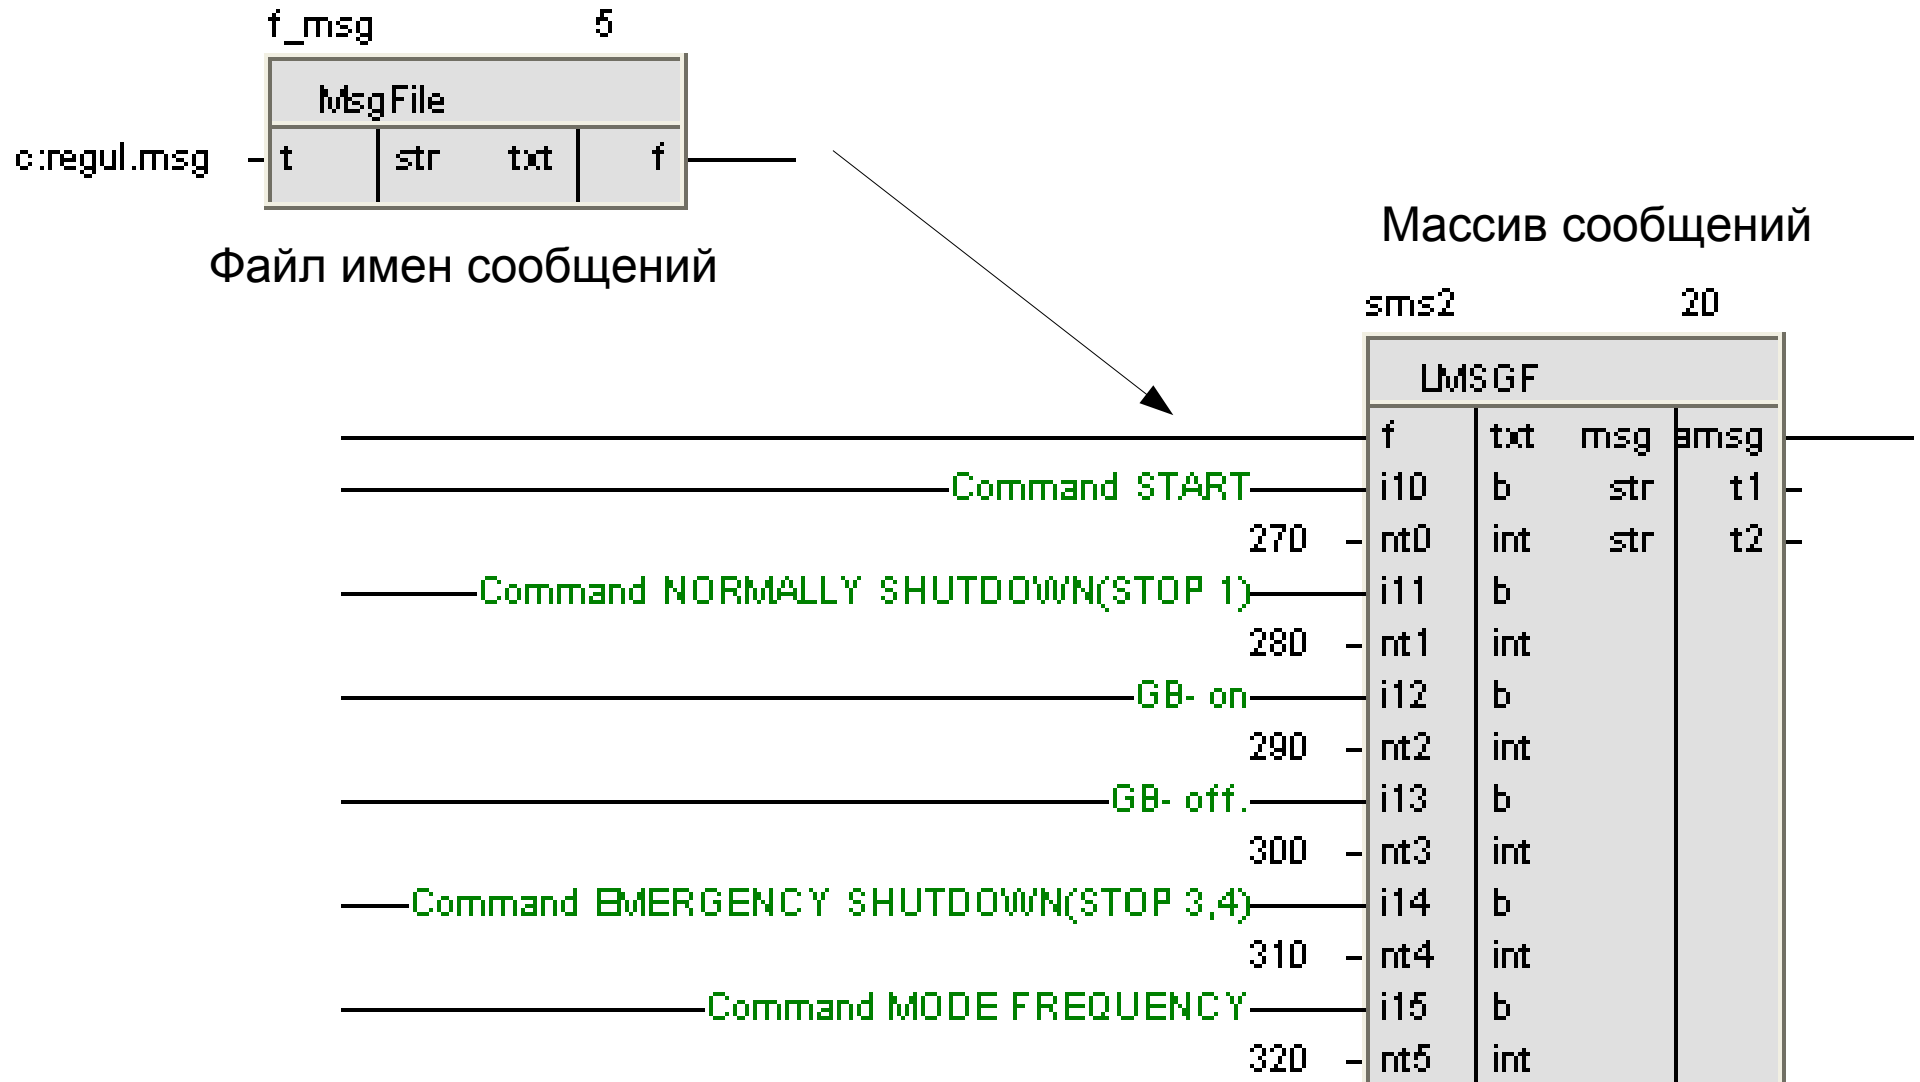 f_msg 5
MsgFile
c:regul.msg t str txt f
Файл имен сообщений
Массив сообщений
sms2 20
LMSGF
f txt msg amsg
Command START i10 b str t1
270 nt0 int str t2
Command NORMALLY SHUTDOWN(STOP 1) i11 b
280 nt1 int
GB- on i12 b
290 nt2 int
GB- off. i13 b
300 nt3 int
Command EMERGENCY SHUTDOWN(STOP 3,4) i14 b
310 nt4 int
Command MODE FREQUENCY i15 b
320 nt5 int